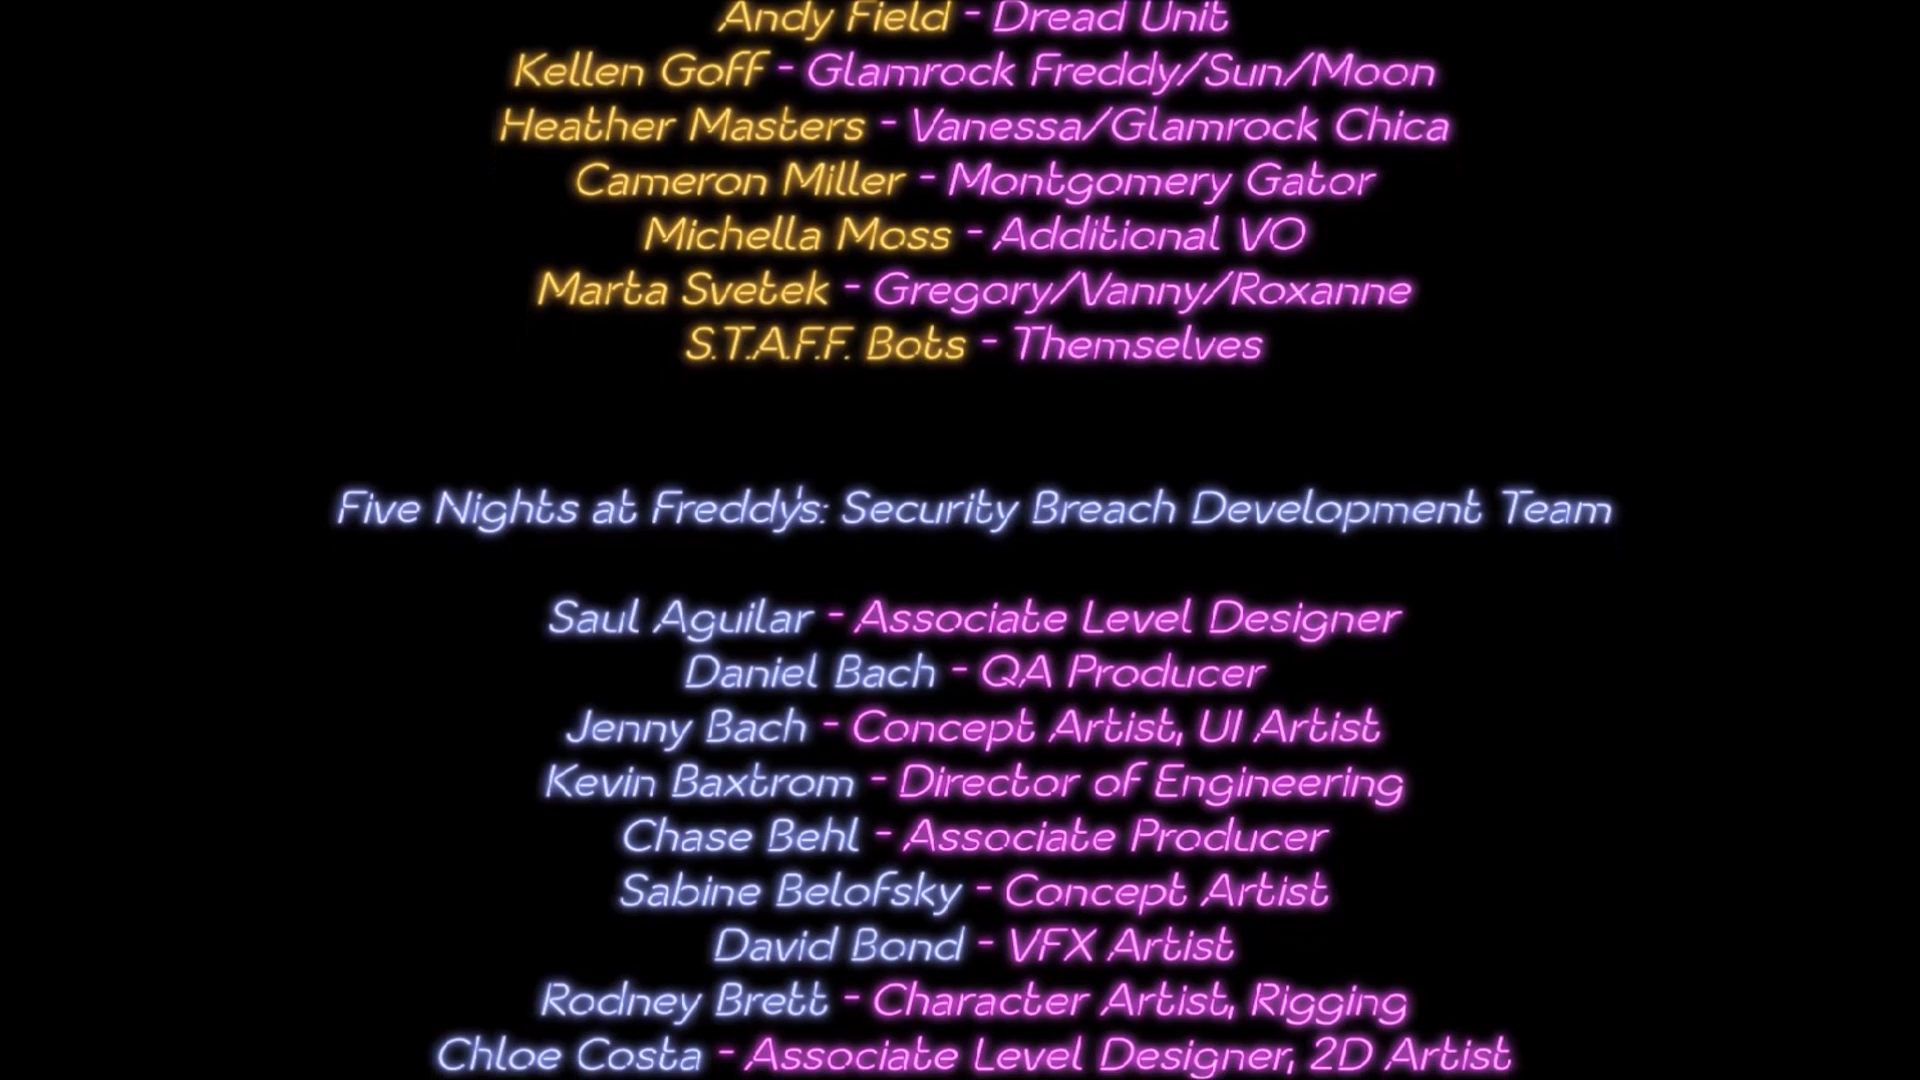 Andy Field - Dread Unit
Kellen Goff - Glamrock Freddy/Sun/Moon
Heather Masters - Vanessa/Glamrock Chica
Cameron Miller - Montgomery Gator
Michella Moss - Additional VO
Marta Svetek - Gregory/Vanny/Roxanne
S.T.A.F.F. Bots - Themselves
Five Nights at Freddy's: Security Breach Development Team
Saul Aguilar - Associate Level Designer
Daniel Bach - QA Producer
Jenny Bach - Concept Artist, UI Artist
Kevin Baxtrom - Director of Engineering
Chase Behl - Associate Producer
Sabine Belofsky - Concept Artist
David Bond - VFX Artist
Rodney Brett - Character Artist, Rigging
Chloe Costa - Associate Level Designer, 2D Artist